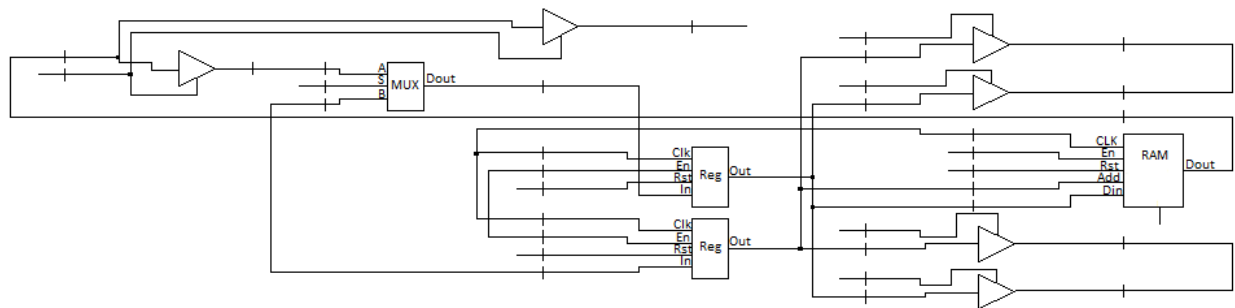 A
S
B
MUX
Dout
Clk
En
Rst
In
Reg
Out
Clk
En
Rst
In
Reg
Out
CLK
En
Rst
Add
Din
RAM
Dout